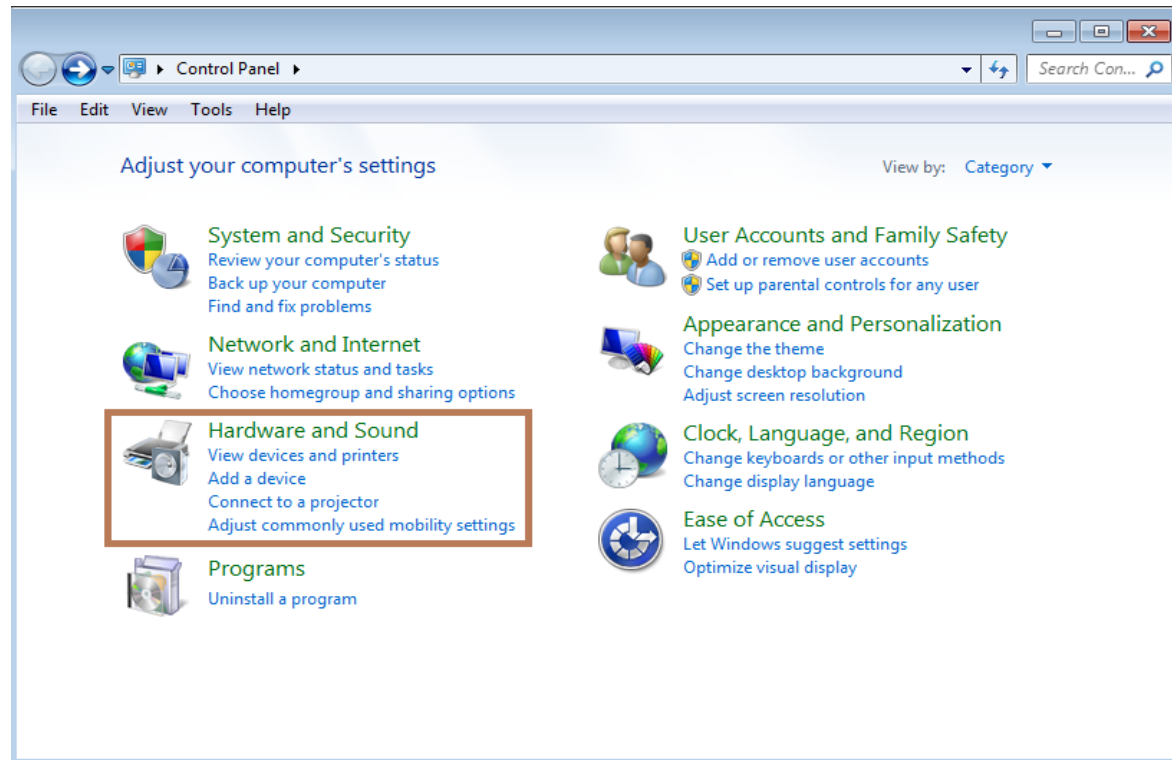 Control Panel
Search Con...
File Edit View Tools Help
Adjust your computer's settings
View by: Category
System and Security
Review your computer's status
Back up your computer
Find and fix problems
Network and Internet
View network status and tasks
Choose homegroup and sharing options
Hardware and Sound
View devices and printers
Add a device
Connect to a projector
Adjust commonly used mobility settings
Programs
Uninstall a program
User Accounts and Family Safety
Add or remove user accounts
Set up parental controls for any user
Appearance and Personalization
Change the theme
Change desktop background
Adjust screen resolution
Clock, Language, and Region
Change keyboards or other input methods
Change display language
Ease of Access
Let Windows suggest settings
Optimize visual display